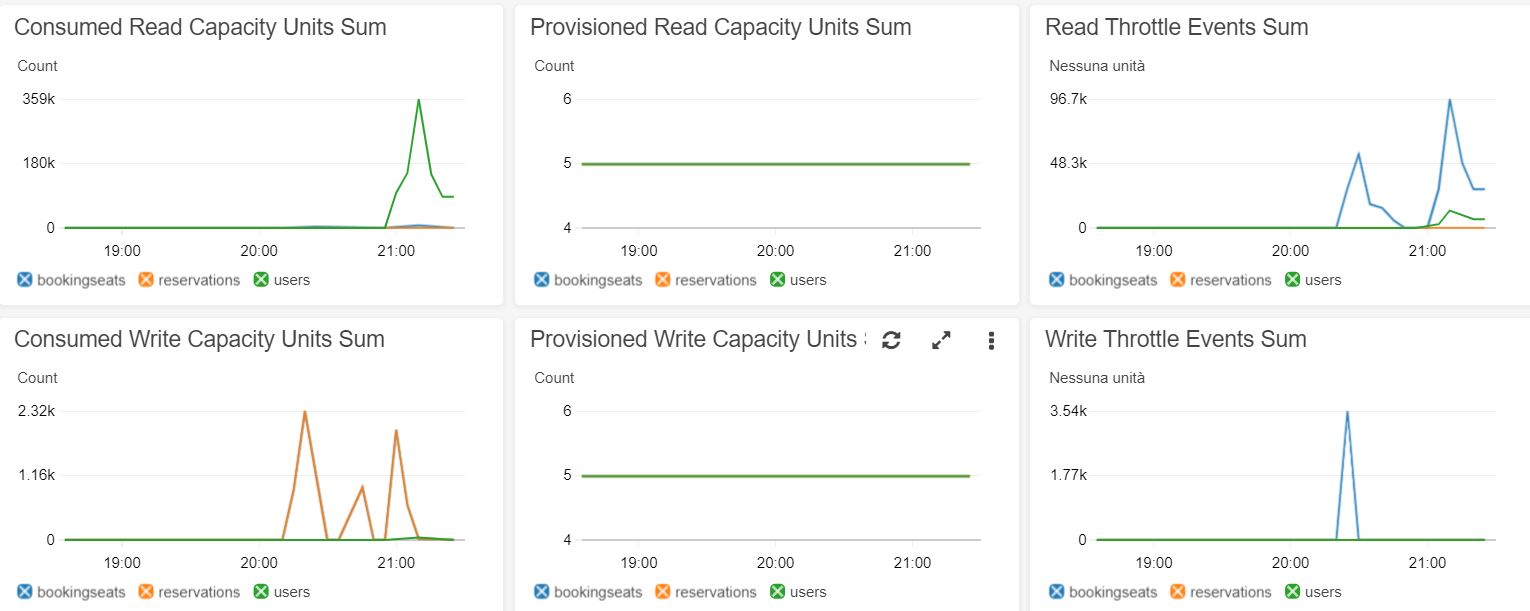 Consumed Read Capacity Units Sum
Count
359k
180k
0
19:00 20:00 21:00
bookingseats reservations users
Provisioned Read Capacity Units Sum
Count
6
5
4
19:00 20:00 21:00
bookingseats reservations users
Read Throttle Events Sum
Nessuna unità
96.7k
48.3k
0
19:00 20:00 21:00
bookingseats reservations users
Consumed Write Capacity Units Sum
Count
2.32k
1.16k
0
19:00 20:00 21:00
bookingseats reservations users
Provisioned Write Capacity Units
Count
6
5
4
19:00 20:00 21:00
bookingseats reservations users
Write Throttle Events Sum
Nessuna unità
3.54k
1.77k
0
19:00 20:00 21:00
bookingseats reservations users